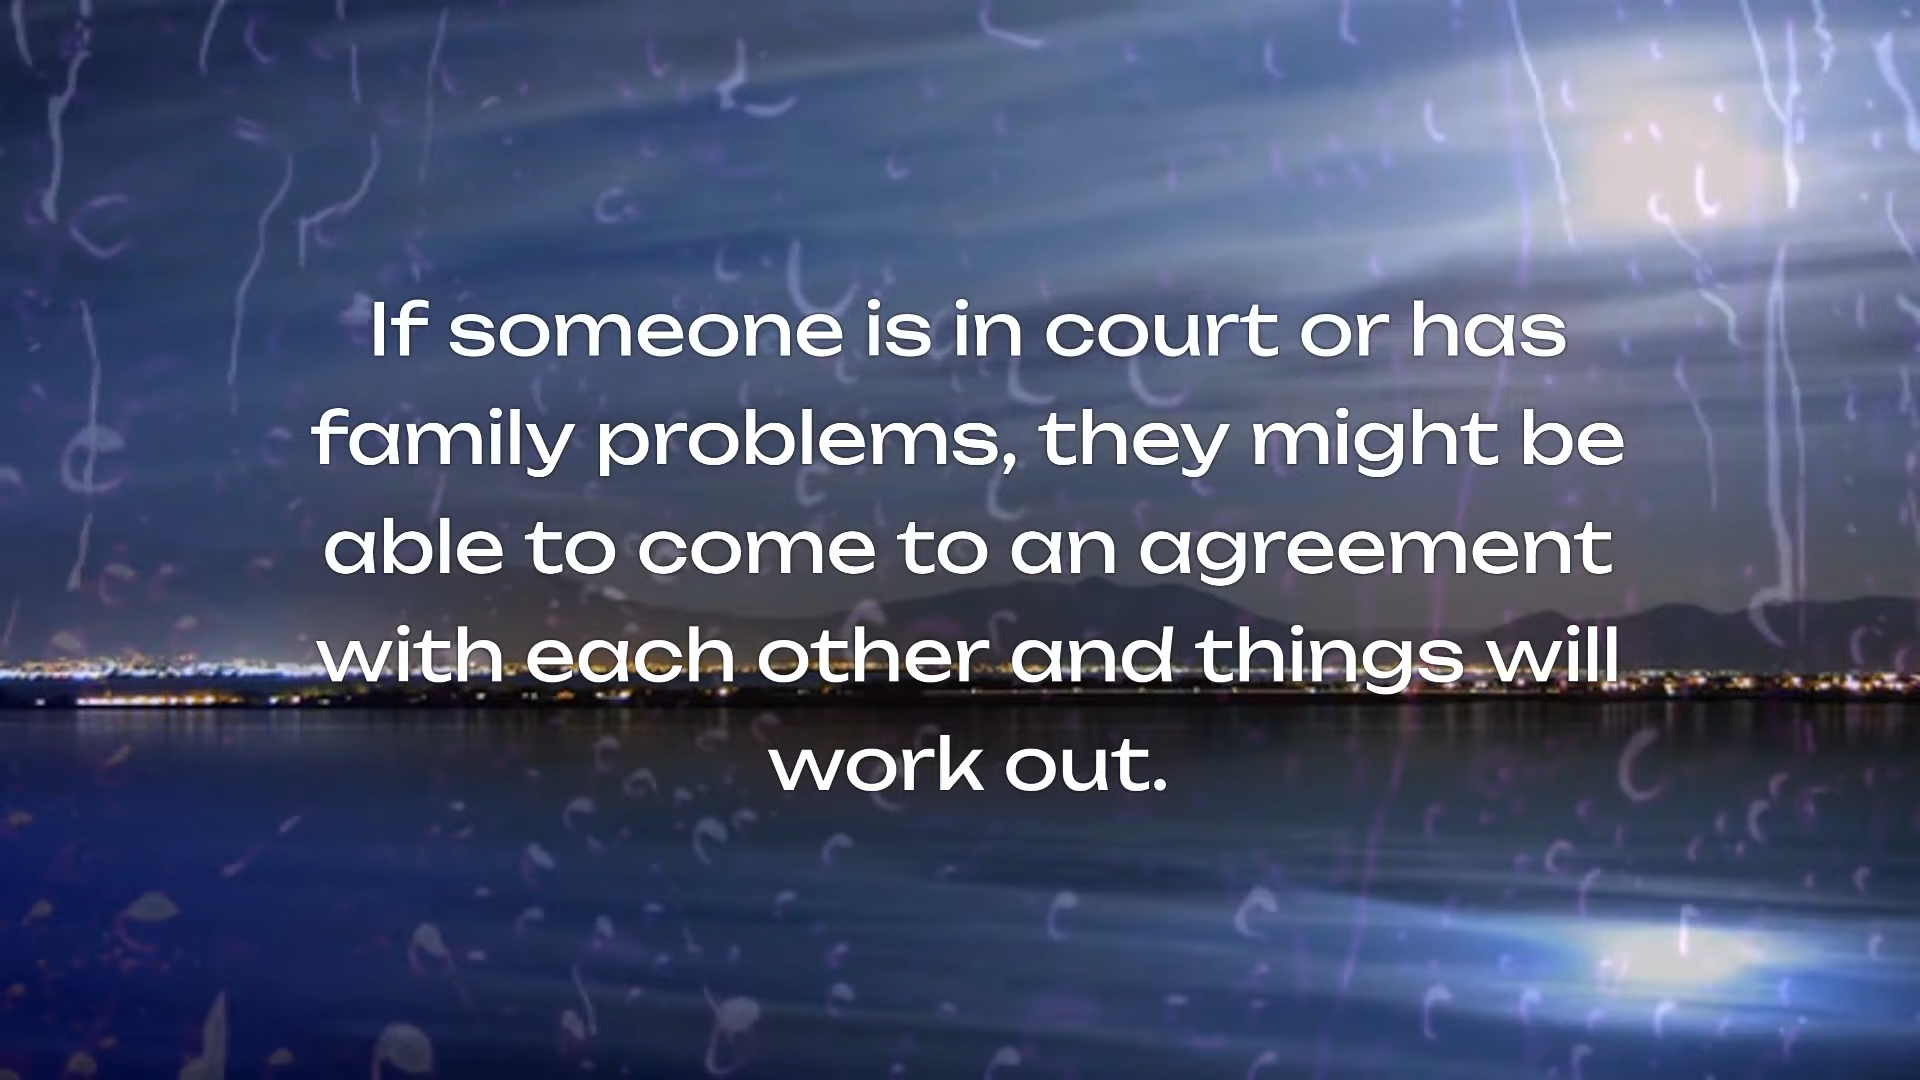 If someone is in court or has
family problems, they might be
able to come to an agreement
with each other and things will
work out.